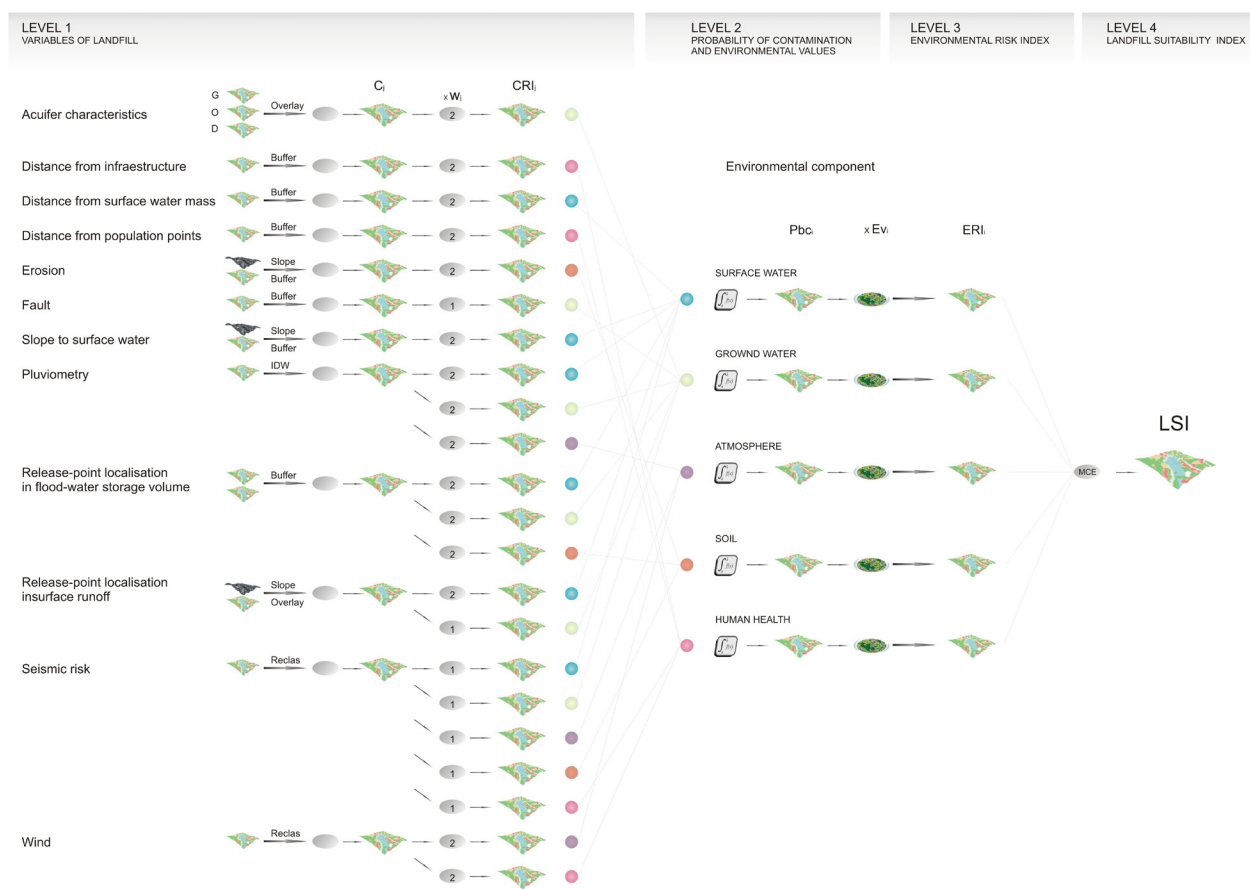 LEVEL 1
VARIABLES OF LANDFILL
LEVEL 2
PROBABILITY OF CONTAMINATION
AND ENVIRONMENTAL VALUES
LEVEL 3
ENVIRONMENTAL RISK INDEX
LEVEL 4
LANDFILL SUITABILITY INDEX
Cj x Wj CRIj
Acuifer characteristics
G
O
D
Overlay
2
Distance from infraestructure Buffer 2
Distance from surface water mass Buffer 2
Distance from population points Buffer 2
Erosion Slope
Buffer
2
Fault Buffer 1
Slope to surface water Slope
Buffer
2
Pluviometry IDW 2
2
2
Release-point localisation
in flood-water storage volume
Buffer
2
2
2
Release-point localisation
insurface runoff
Slope
Overlay
2
1
Seismic risk Reclas 1
1
1
1
1
Wind Reclas 2
2
Environmental component
Pbci x Evi ERIi
SURFACE WATER
GROWND WATER
ATMOSPHERE
SOIL
HUMAN HEALTH
MCE
LSI